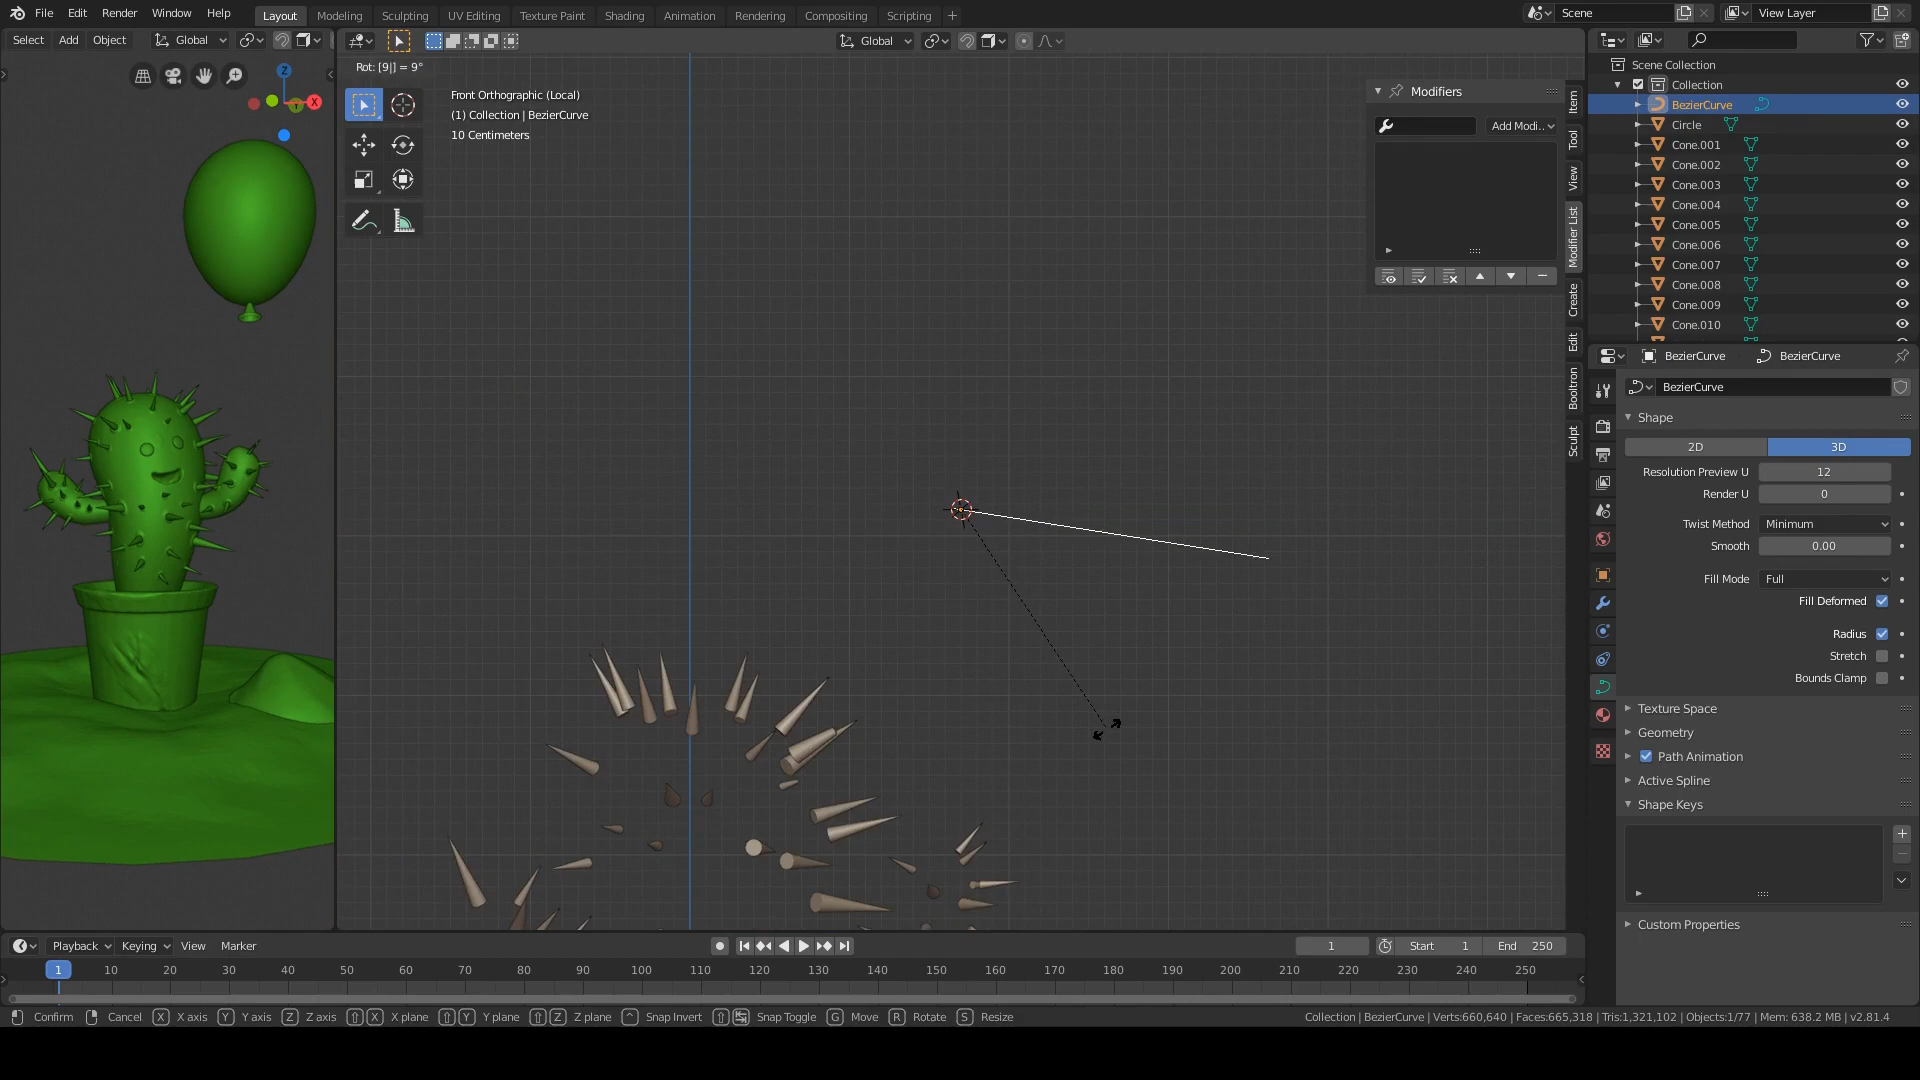 File Edit Render Window Help Layout Modeling Sculpting UV Editing Texture Paint Shading Animation Rendering Compositing Scripting + Scene View Layer
Select Add Object Global Global
Rot: [9|] = 9°
Front Orthographic (Local)
(1) Collection | BezierCurve
10 Centimeters
Z
X
Y
Modifiers
Add Modi..
Item
Tool
View
Modifier List
Create
Edit
Booltron
Sculpt
Scene Collection
Collection
BezierCurve
Circle
Cone.001
Cone.002
Cone.003
Cone.004
Cone.005
Cone.006
Cone.007
Cone.008
Cone.009
Cone.010
BezierCurve BezierCurve
BezierCurve
Shape
2D 3D
Resolution Preview U 12
Render U 0
Twist Method Minimum
Smooth 0.00
Fill Mode Full
Fill Deformed
Radius
Stretch
Bounds Clamp
Texture Space
Geometry
Path Animation
Active Spline
Shape Keys
Custom Properties
Playback Keying View Marker 1 Start 1 End 250
1 10 20 30 40 50 60 70 80 90 100 110 120 130 140 150 160 170 180 190 200 210 220 230 240 250
Confirm Cancel X X axis Y Y axis Z Z axis X X plane Y Y plane Z Z plane Snap Invert Snap Toggle G Move R Rotate S Resize Collection | BezierCurve | Verts:660,640 | Faces:665,318 | Tris:1,321,102 | Objects:1/77 | Mem: 638.2 MB | v2.81.4